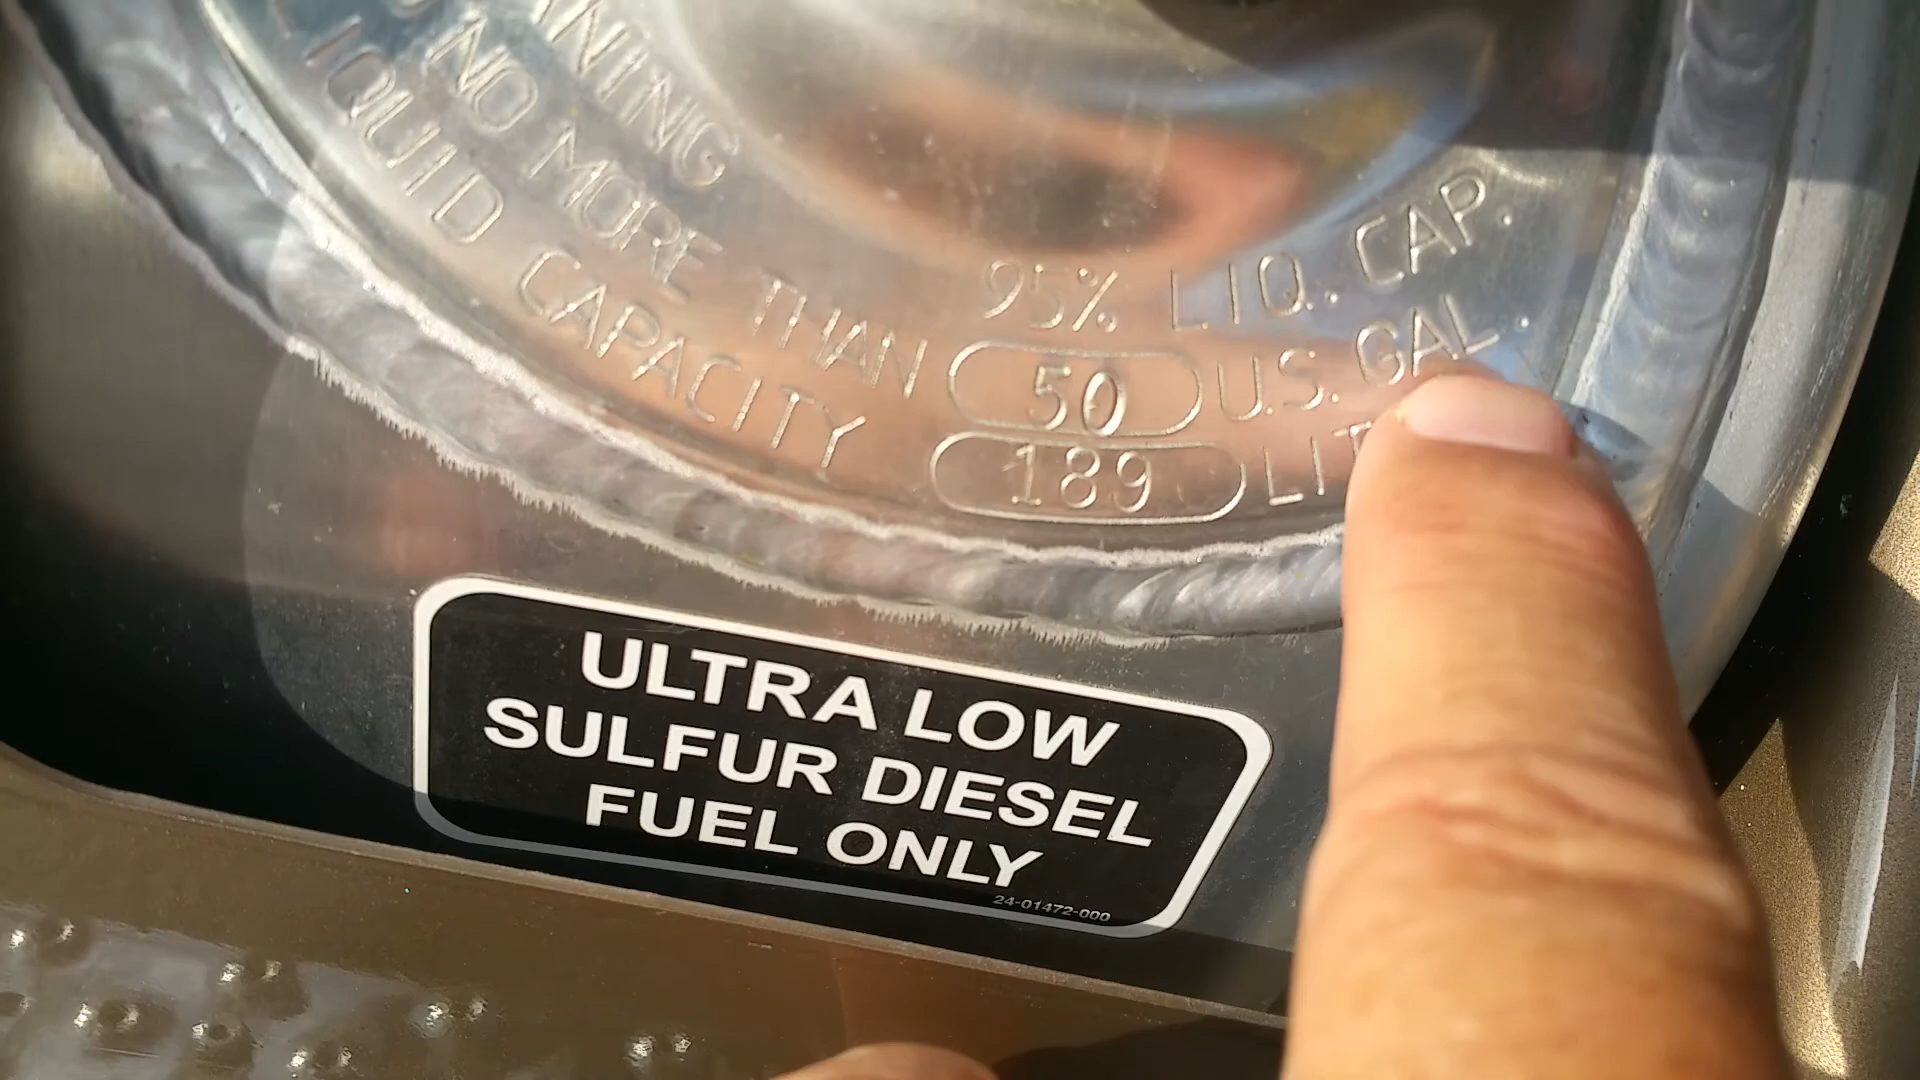 NO MORE THAN
LIQUID CAPACITY
95% LIQ. CAP.
50 U.S. GAL.
189
ULTRA LOW
SULFUR DIESEL
FUEL ONLY
24-01472-000